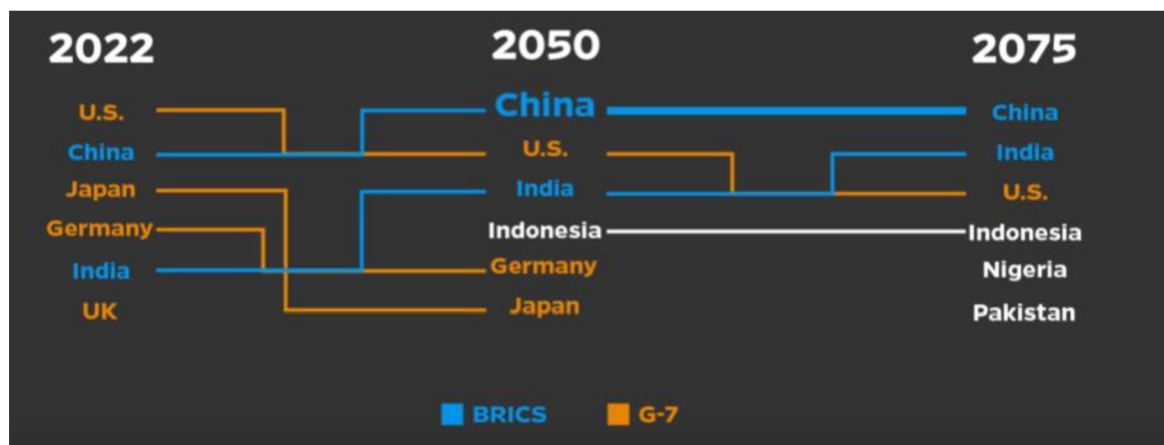 2022 2050 2075
U.S. China China
China U.S. India
Japan India U.S.
Germany Indonesia Indonesia
India Germany Nigeria
UK Japan Pakistan
BRICS G-7